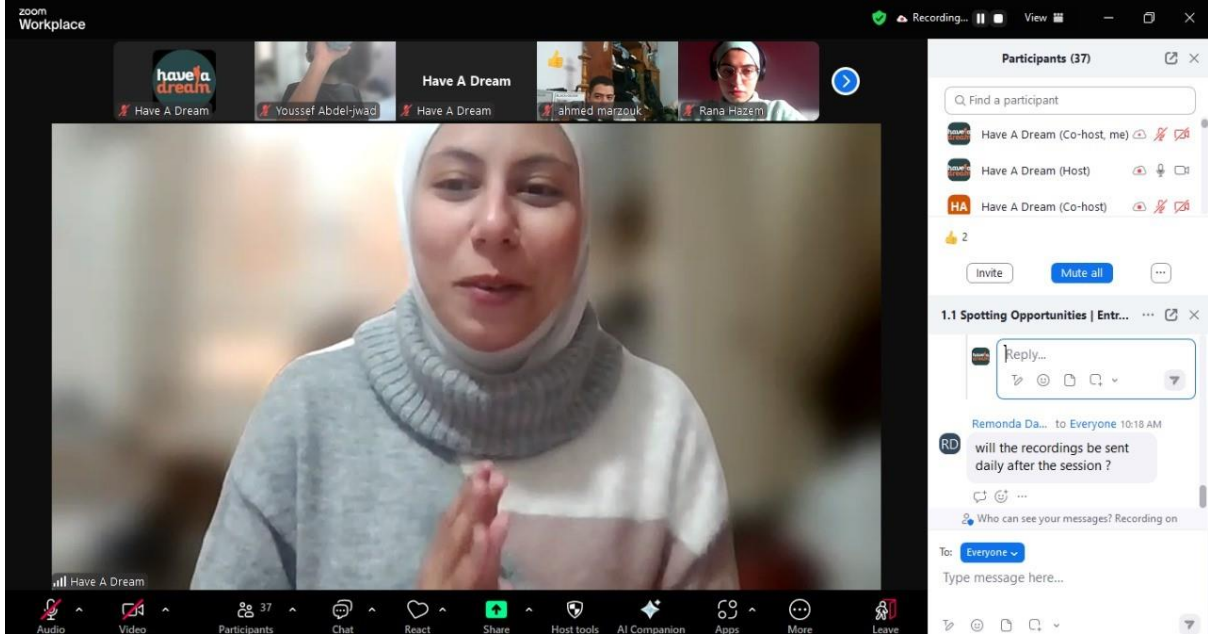 zoom
Workplace
Recording...
View
have a
dream
Have A Dream
Youssef Abdel-jwad
Have A Dream
Have A Dream
ahmed marzouk
Rana Hazem
Have A Dream
Audio
Video
37
Participants
Chat
React
Share
Host tools
AI Companion
Apps
More
Leave
Participants (37)
Find a participant
Have A Dream (Co-host, me)
Have A Dream (Host)
HA
Have A Dream (Co-host)
2
Invite
Mute all
1.1 Spotting Opportunities | Entr...
Reply...
Remonda Da... to Everyone 10:18 AM
RD
will the recordings be sent
daily after the session ?
Who can see your messages? Recording on
To: Everyone
Type message here...